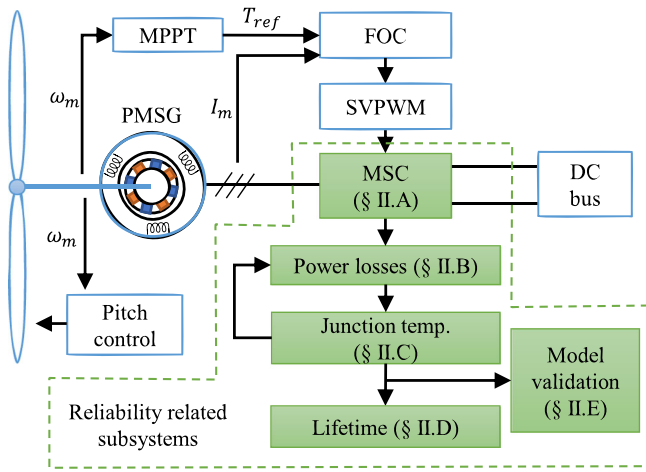 T_ref
MPPT
FOC
ω_m
I_m
PMSG
SVPWM
MSC
(§ II.A)
DC
bus
ω_m
Power losses (§ II.B)
Pitch
control
Junction temp.
(§ II.C)
Model
validation
(§ II.E)
Reliability related
subsystems
Lifetime (§ II.D)